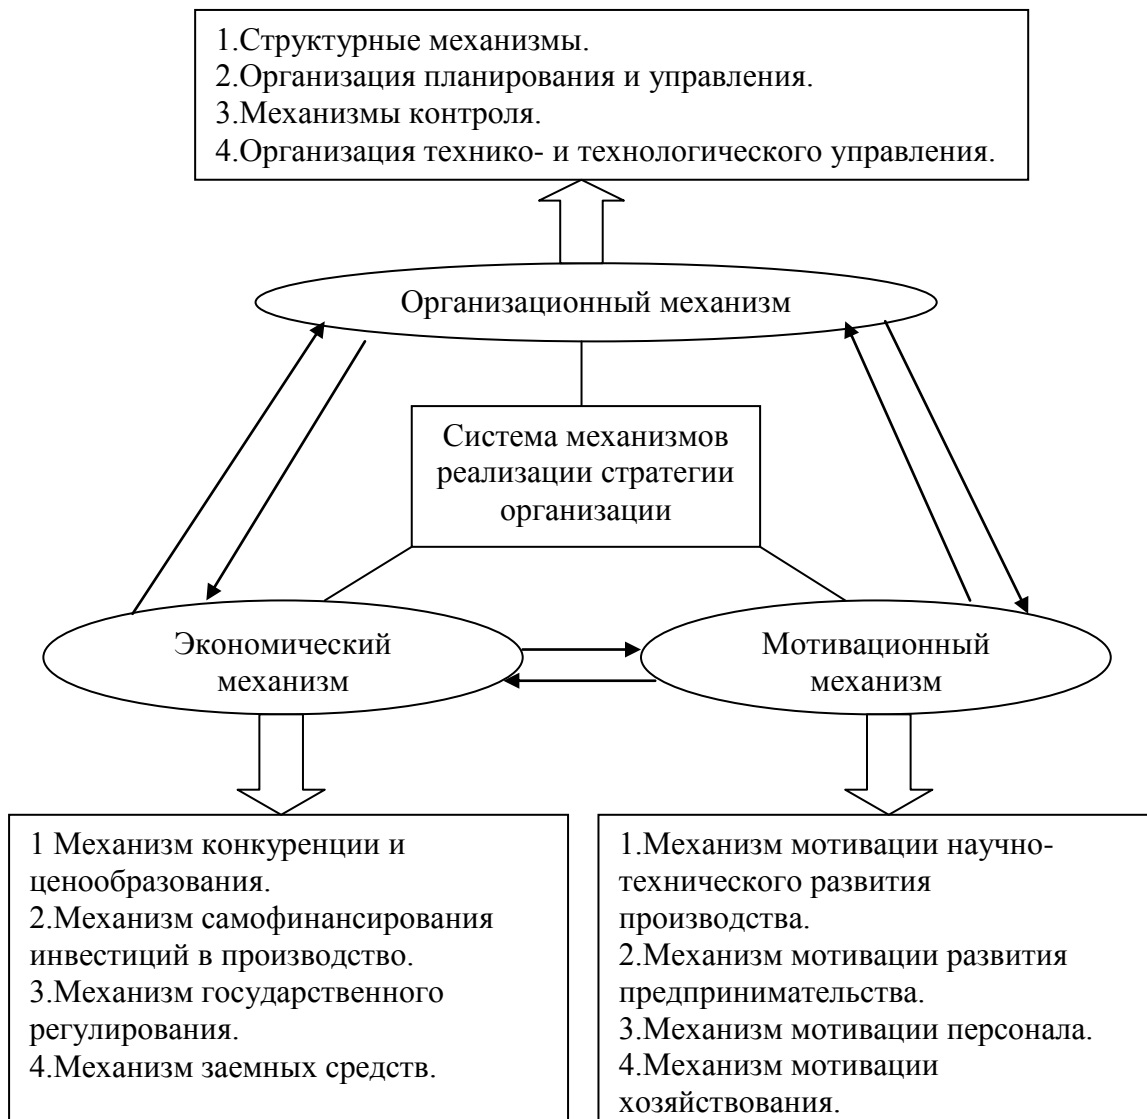 1.Структурные механизмы.
2.Организация планирования и управления.
3.Механизмы контроля.
4.Организация технико- и технологического управления.
Организационный механизм
Система механизмов
реализации стратегии
организации
Экономический
механизм
Мотивационный
механизм
1 Механизм конкуренции и
ценообразования.
2.Механизм самофинансирования
инвестиций в производство.
3.Механизм государственного
регулирования.
4.Механизм заемных средств.
1.Механизм мотивации научно-
технического развития
производства.
2.Механизм мотивации развития
предпринимательства.
3.Механизм мотивации персонала.
4.Механизм мотивации
хозяйствования.